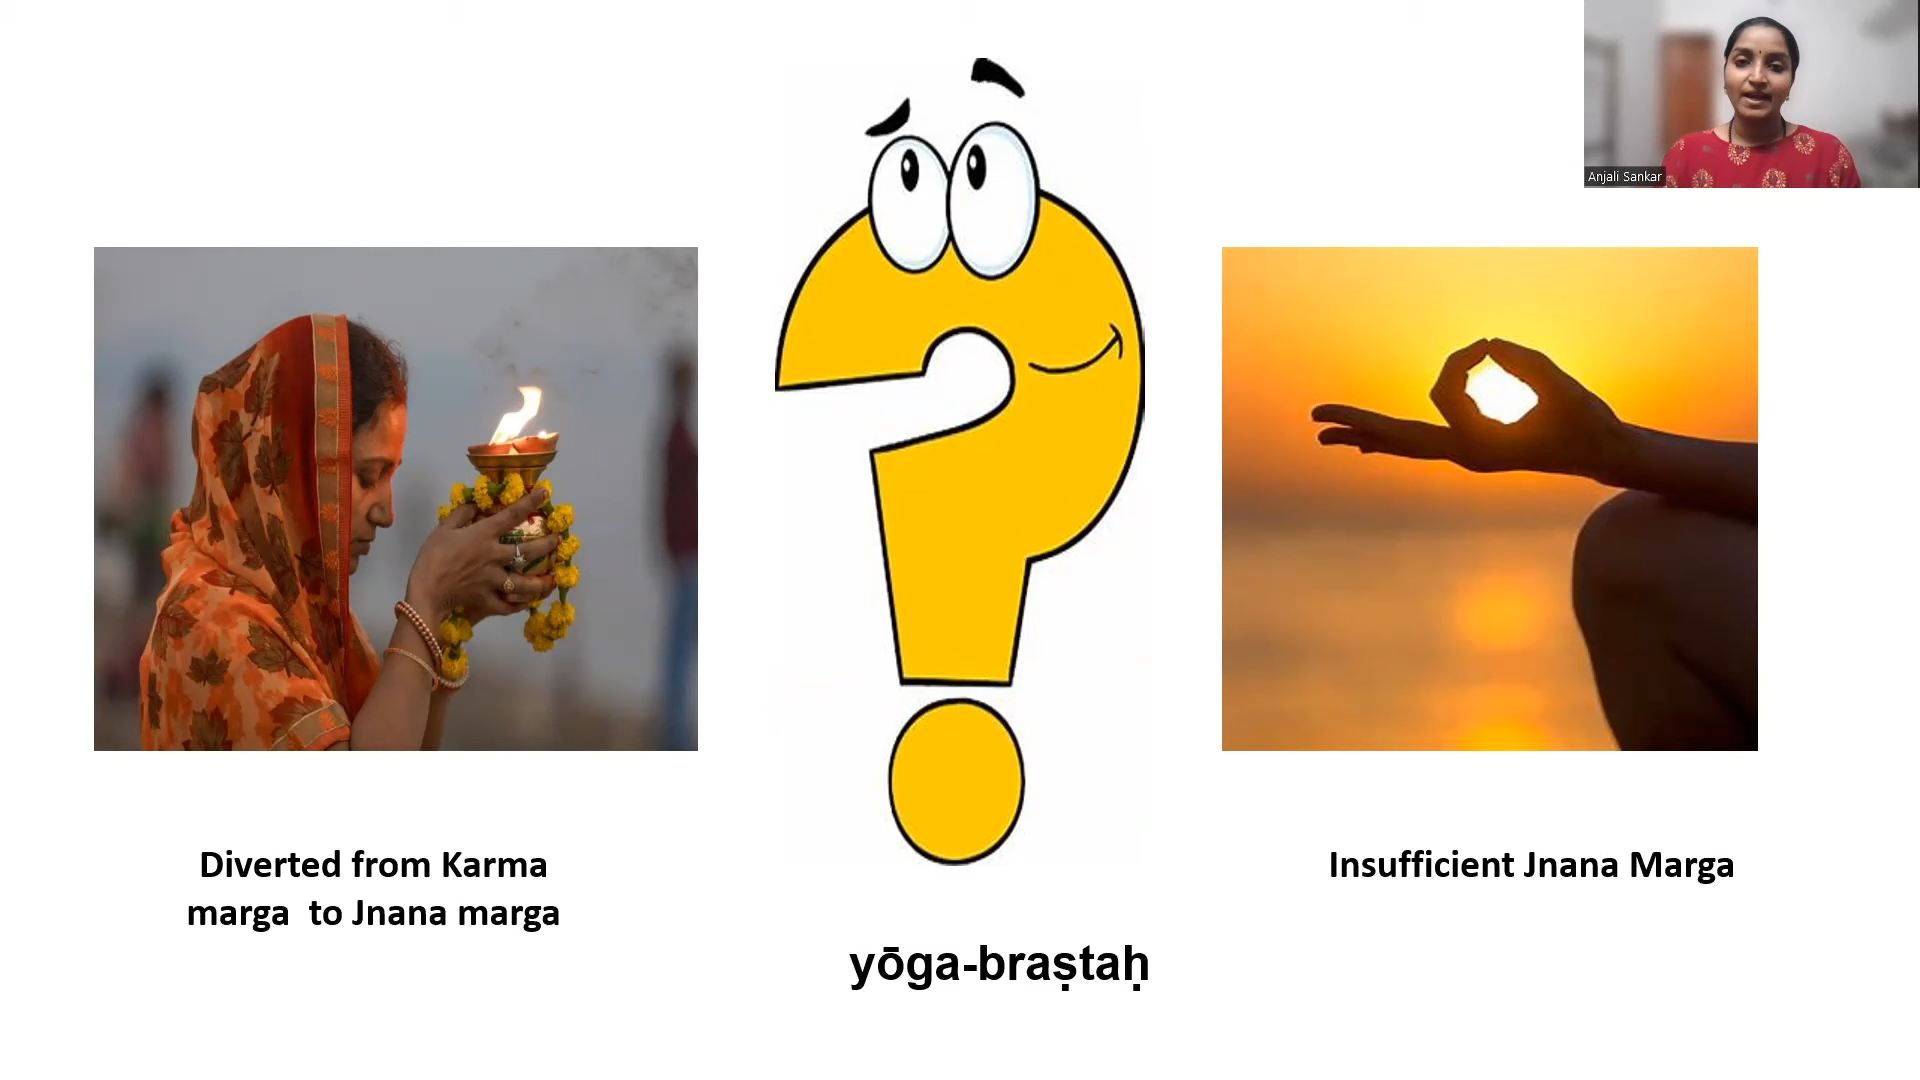 Anjali Sankar
Diverted from Karma
marga to Jnana marga
Insufficient Jnana Marga
yōga-braṣṭaḥ